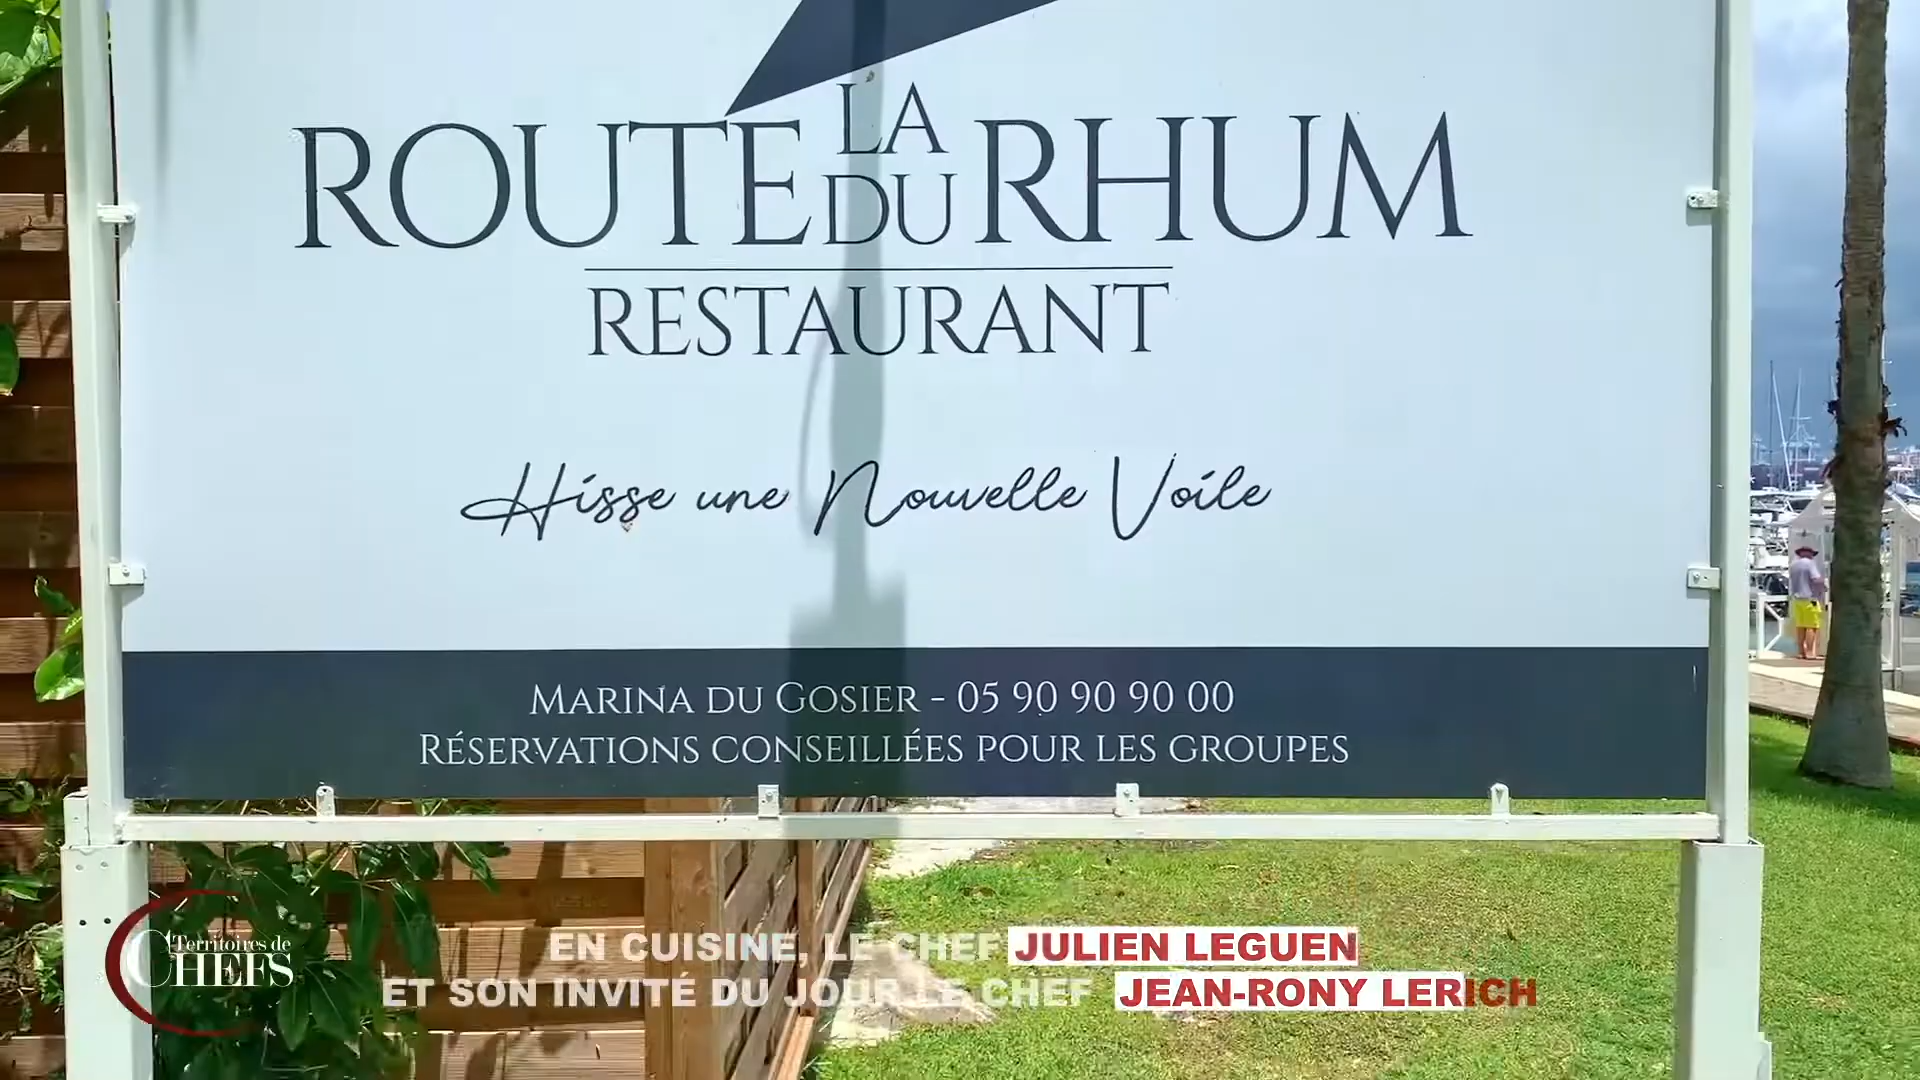 LA
ROUTE DU RHUM
RESTAURANT
Hisse une Nouvelle Voile
MARINA DU GOSIER - 05 90 90 90 00
RÉSERVATIONS CONSEILLÉES POUR LES GROUPES
Territoires de
CHEFS
EN CUISINE, LE CHEF JULIEN LEGUEN
ET SON INVITÉ DU JOUR LE CHEF JEAN-RONY LERICH